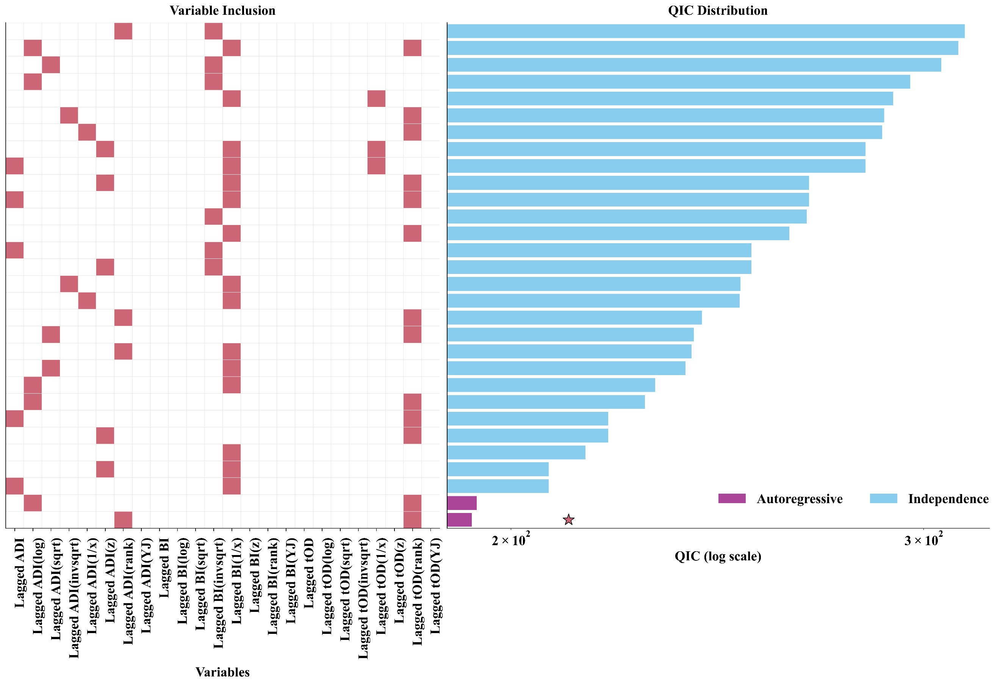 Variable Inclusion
QIC Distribution
Autoregressive
Independence
2 × 10²
3 × 10²
QIC (log scale)
Lagged ADI
Lagged ADI(log)
Lagged ADI(sqrt)
Lagged ADI(invsqrt)
Lagged ADI(1/x)
Lagged ADI(z)
Lagged ADI(rank)
Lagged ADI(YJ)
Lagged BI
Lagged BI(log)
Lagged BI(sqrt)
Lagged BI(invsqrt)
Lagged BI(1/x)
Lagged BI(z)
Lagged BI(rank)
Lagged BI(YJ)
Lagged tOD
Lagged tOD(log)
Lagged tOD(sqrt)
Lagged tOD(invsqrt)
Lagged tOD(1/x)
Lagged tOD(z)
Lagged tOD(rank)
Lagged tOD(YJ)
Variables